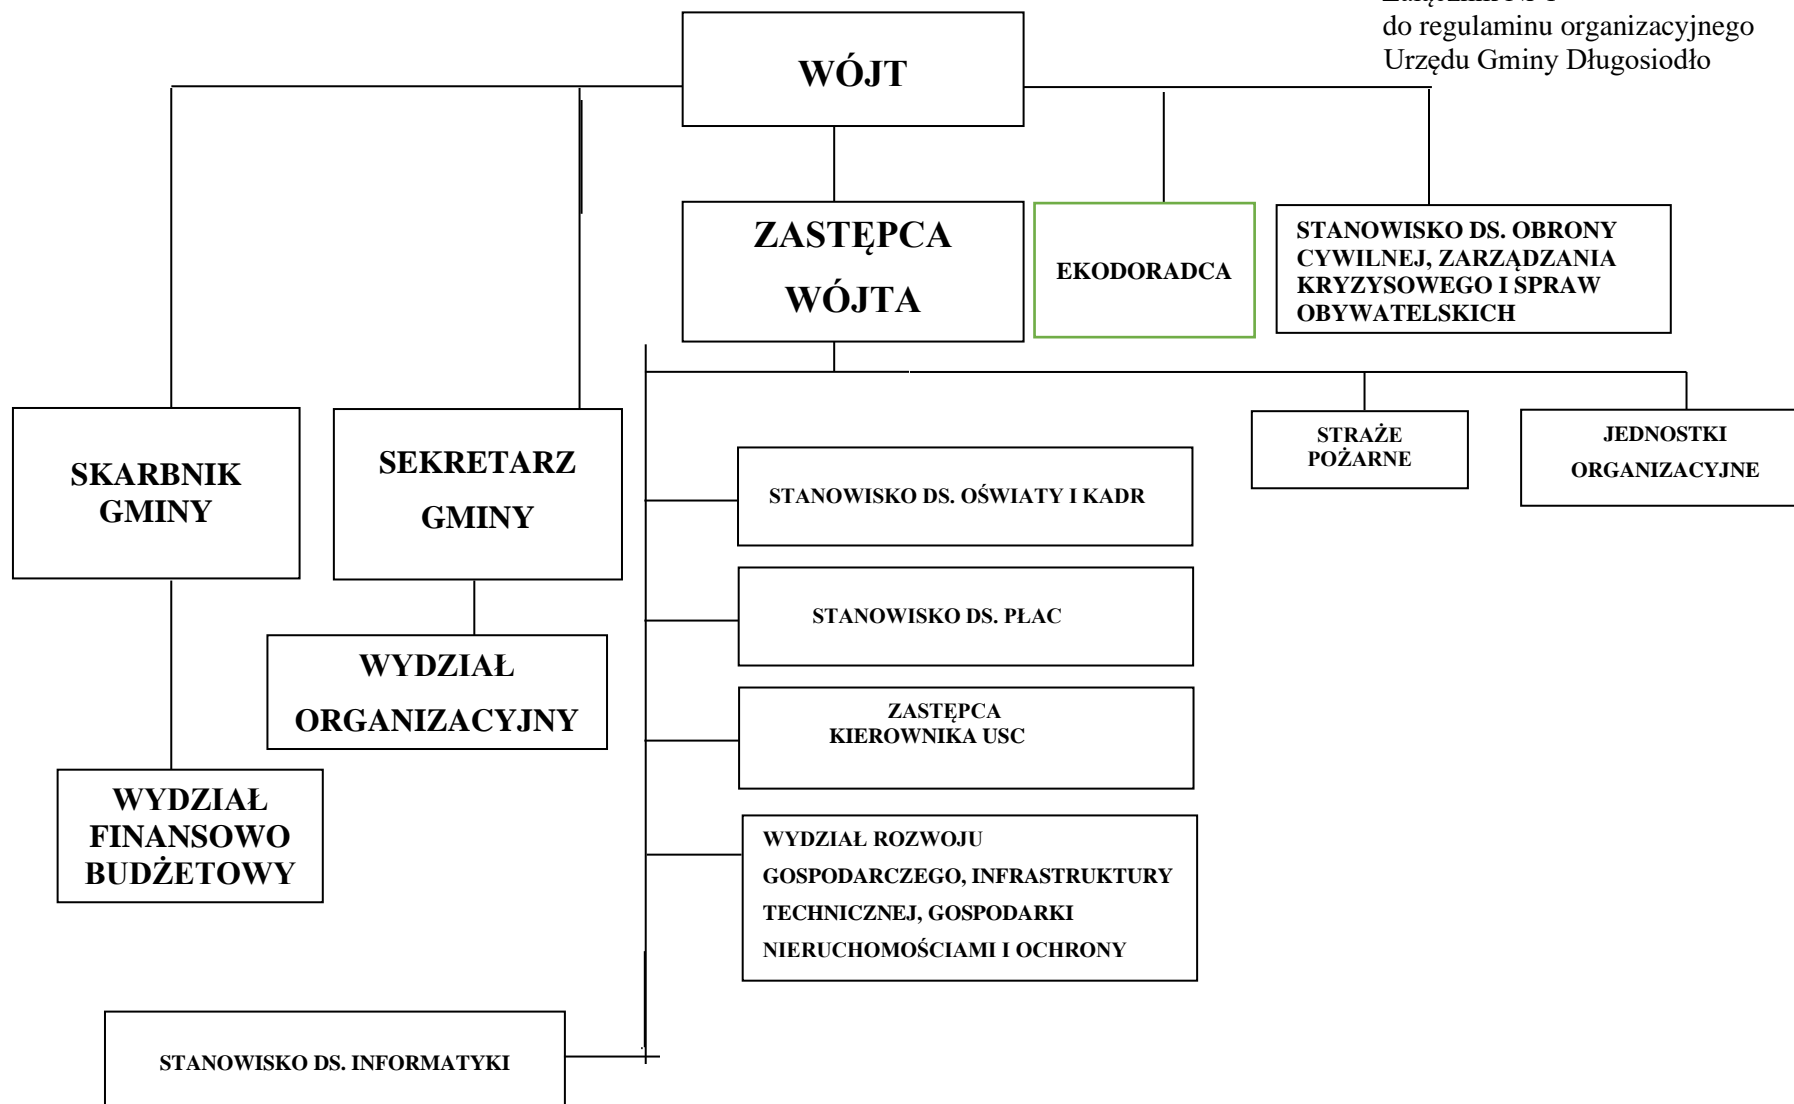 do regulaminu organizacyjnego
Urzędu Gminy Długosiodło
WÓJT
ZASTĘPCA
WÓJTA
EKODORADCA
STANOWISKO DS. OBRONY
CYWILNEJ, ZARZĄDZANIA
KRYZYSOWEGO I SPRAW
OBYWATELSKICH
SKARBNIK
GMINY
SEKRETARZ
GMINY
STRAŻE
POŻARNE
JEDNOSTKI
ORGANIZACYJNE
STANOWISKO DS. OŚWIATY I KADR
STANOWISKO DS. PŁAC
WYDZIAŁ
ORGANIZACYJNY
ZASTĘPCA
KIEROWNIKA USC
WYDZIAŁ
FINANSOWO
BUDŻETOWY
WYDZIAŁ ROZWOJU
GOSPODARCZEGO, INFRASTRUKTURY
TECHNICZNEJ, GOSPODARKI
NIERUCHOMOŚCIAMI I OCHRONY
STANOWISKO DS. INFORMATYKI